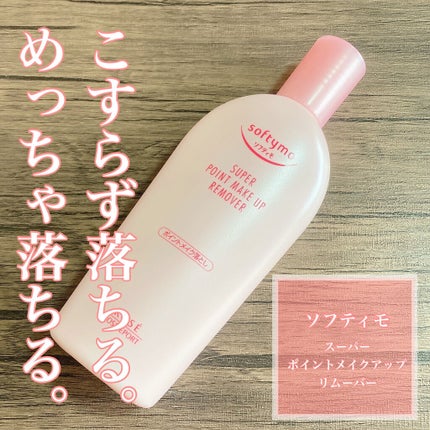 こすらず落ちる。
めっちゃ落ちる。
softymo
ソフティモ
SUPER
POINT MAKE UP
REMOVER
ポイントメイク落とし
KOSÉ
COSMEPORT
ソフティモ
スーパー
ポイントメイクアップ
リムーバー